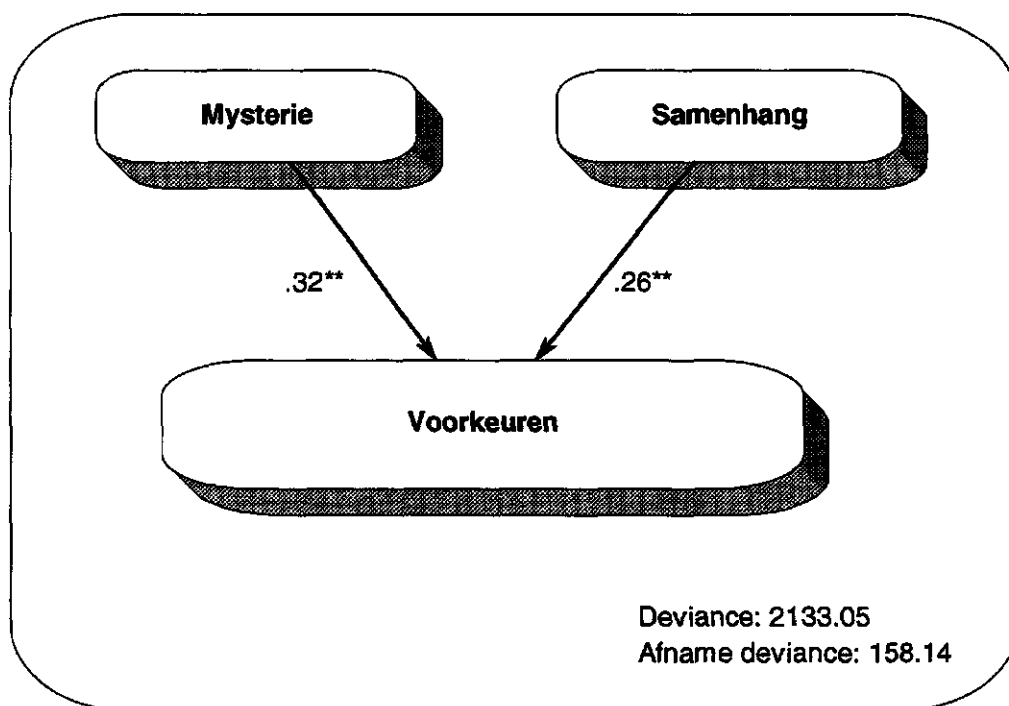 Mysterie
Samenhang
.32**
.26**
Voorkeuren
Deviance: 2133.05
Afname deviance: 158.14